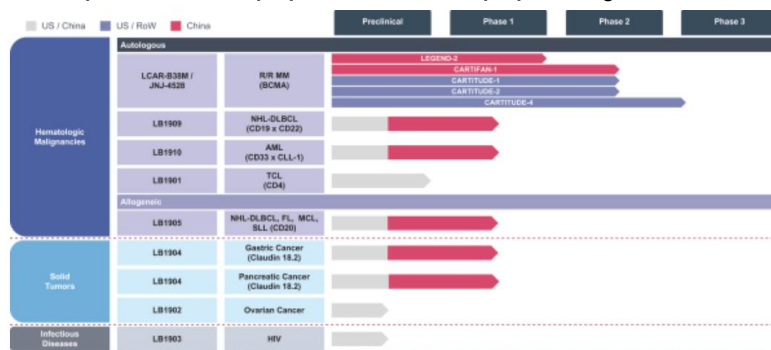 US / China US / RoW China
Preclinical Phase 1 Phase 2 Phase 3
Autologous
Hematologic
Malignancies
LCAR-B38M /
JNJ-4528
R/R MM
(BCMA)
LEGEND-2
CARTIFAN-1
CARTITUDE-1
CARTITUDE-2
CARTITUDE-4
LB1909
NHL-DLBCL
(CD19 x CD22)
LB1910
AML
(CD33 x CLL-1)
LB1901
TCL
(CD4)
Allogeneic
LB1905
NHL-DLBCL, FL, MCL,
SLL (CD20)
Solid
Tumors
LB1904
Gastric Cancer
(Claudin 18.2)
LB1904
Pancreatic Cancer
(Claudin 18.2)
LB1902
Ovarian Cancer
Infectious
Diseases
LB1903
HIV